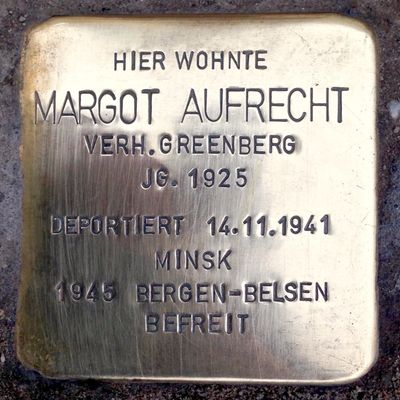 HIER WOHNTE
MARGOT AUFRECHT
VERH. GREENBERG
JG. 1925
DEPORTIERT 14.11.1941
MINSK
1945 BERGEN-BELSEN
BEFREIT